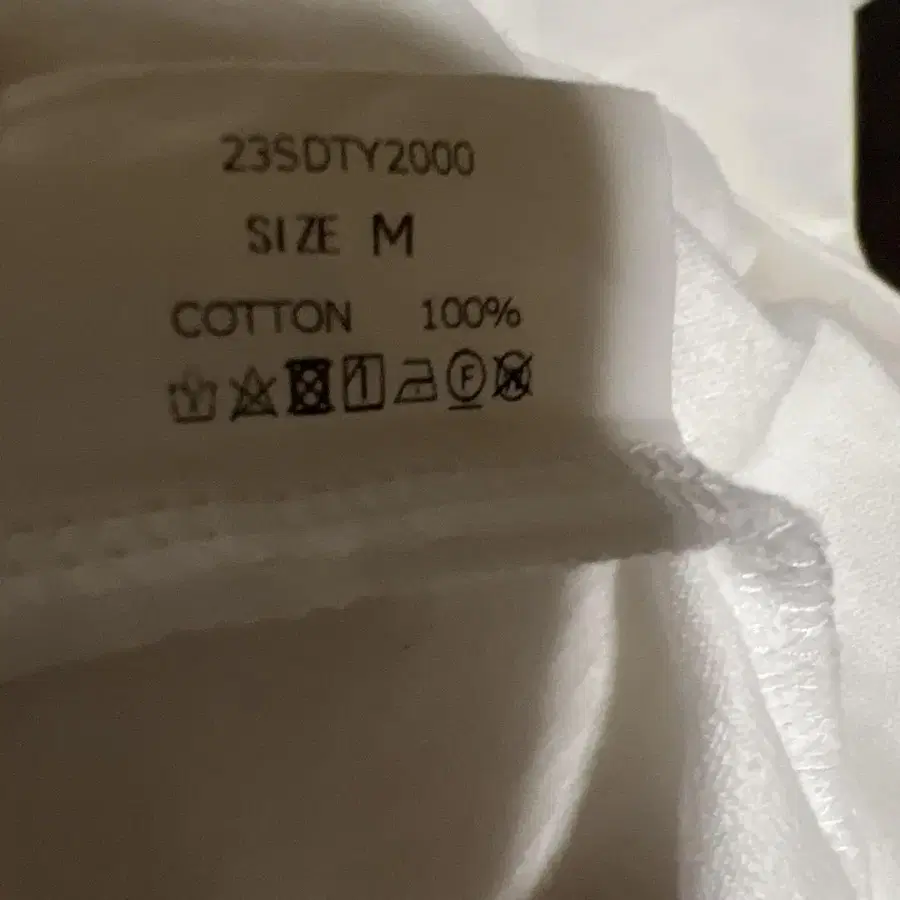 23SDTY2000
SIZE M
COTTON 100%
F